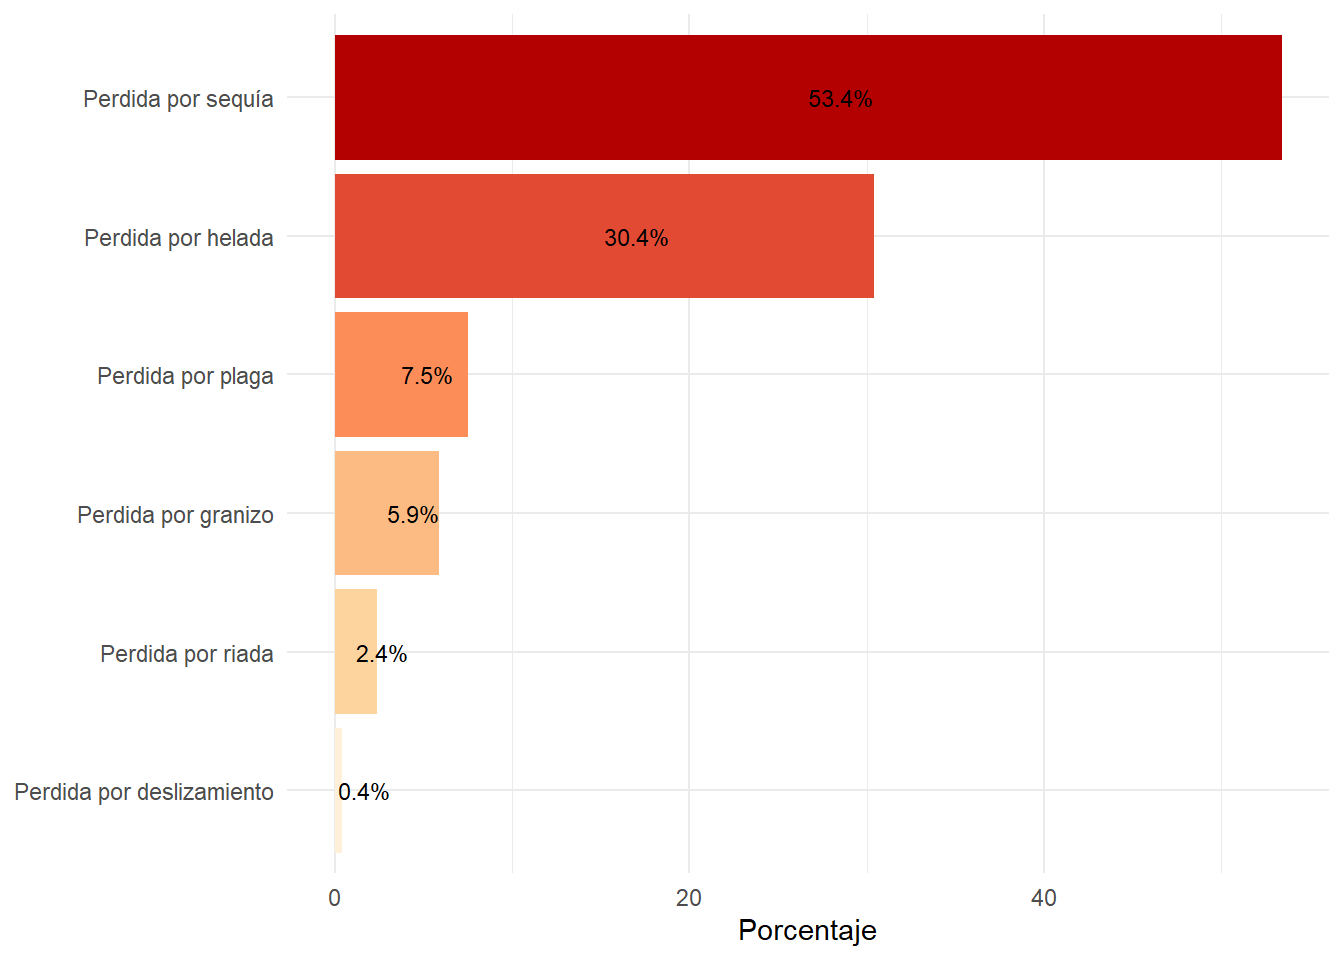 Perdida por sequía
53.4%
Perdida por helada
30.4%
Perdida por plaga
7.5%
Perdida por granizo
5.9%
Perdida por riada
2.4%
Perdida por deslizamiento
0.4%
0
20
40
Porcentaje